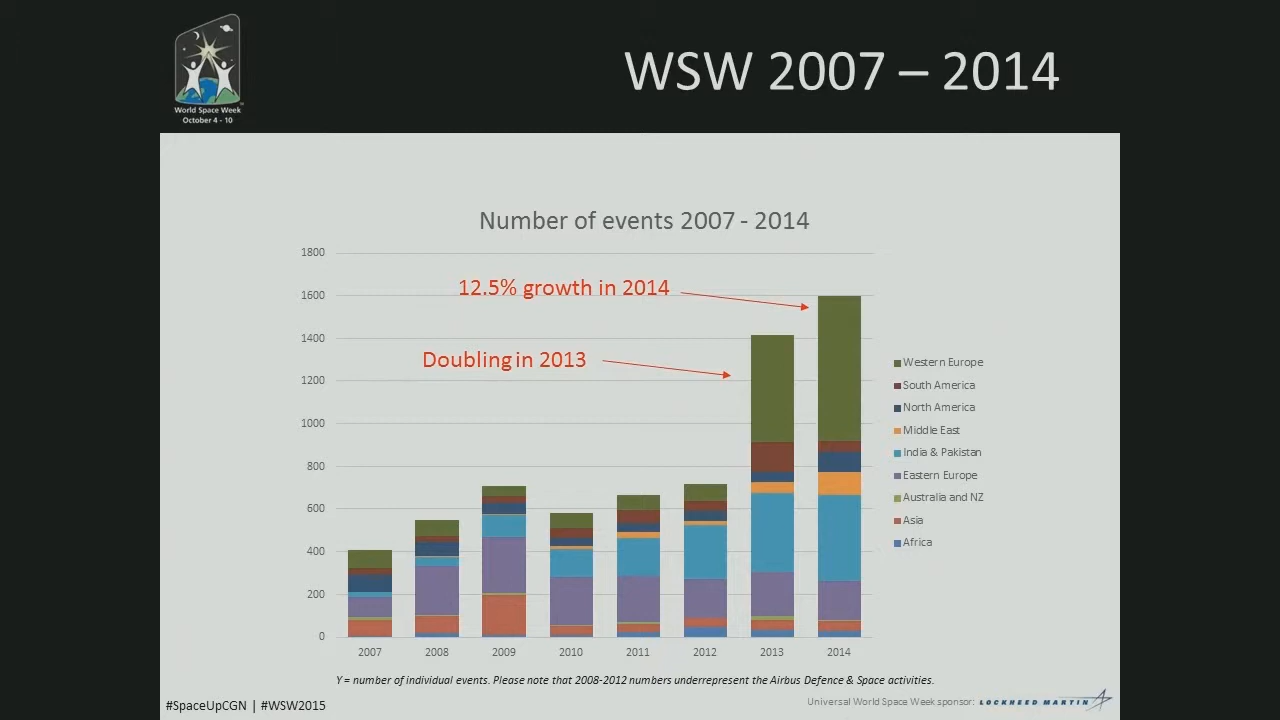 WSW 2007 – 2014
World Space Week
October 4 - 10
Number of events 2007 - 2014
1800
1600
1400
1200
1000
800
600
400
200
0
12.5% growth in 2014
Doubling in 2013
Western Europe
South America
North America
Middle East
India & Pakistan
Eastern Europe
Australia and NZ
Asia
Africa
2007 2008 2009 2010 2011 2012 2013 2014
Y = number of individual events. Please note that 2008-2012 numbers underrepresent the Airbus Defence & Space activities.
#SpaceUpCGN | #WSW2015
Universal World Space Week sponsor: LOCKHEED MARTIN